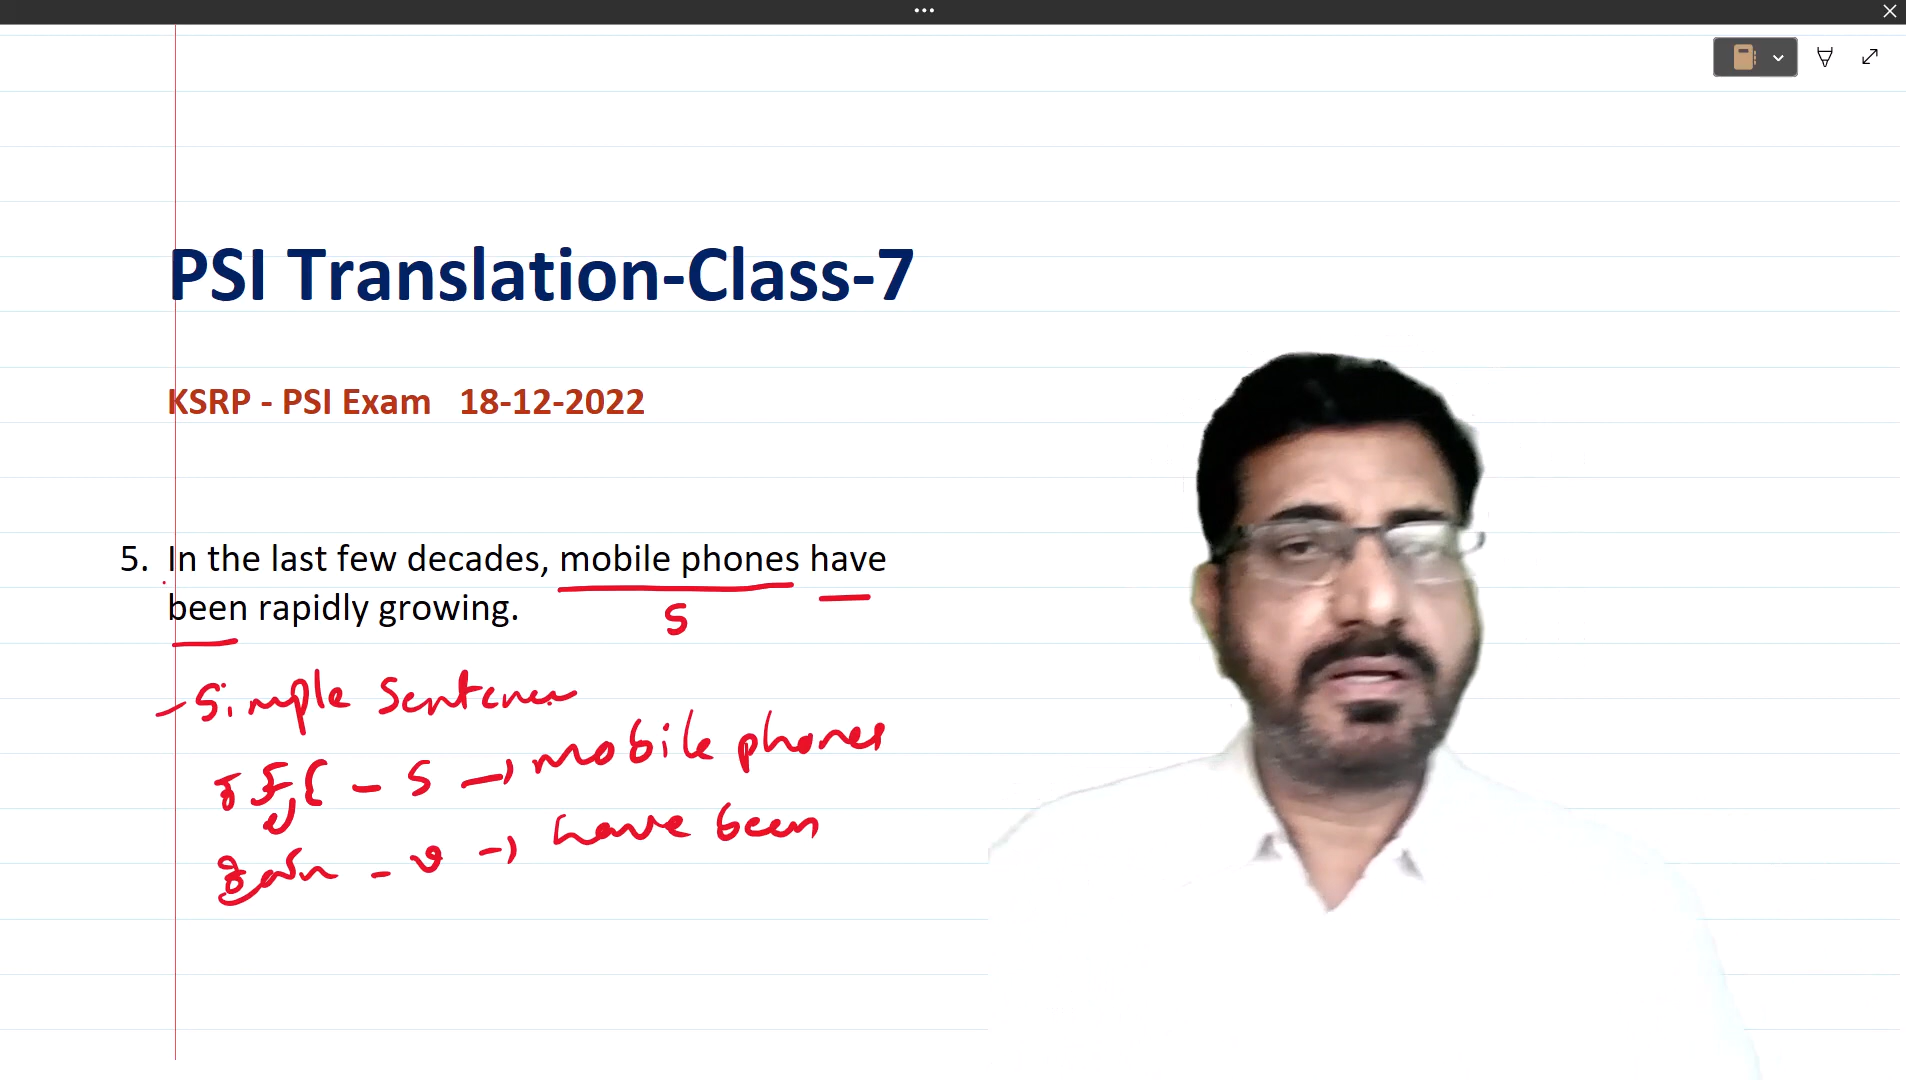 PSI Translation-Class-7
KSRP - PSI Exam 18-12-2022
5. In the last few decades, mobile phones have
been rapidly growing.
S
- Simple Sentence
- S → mobile phones
- v → have been